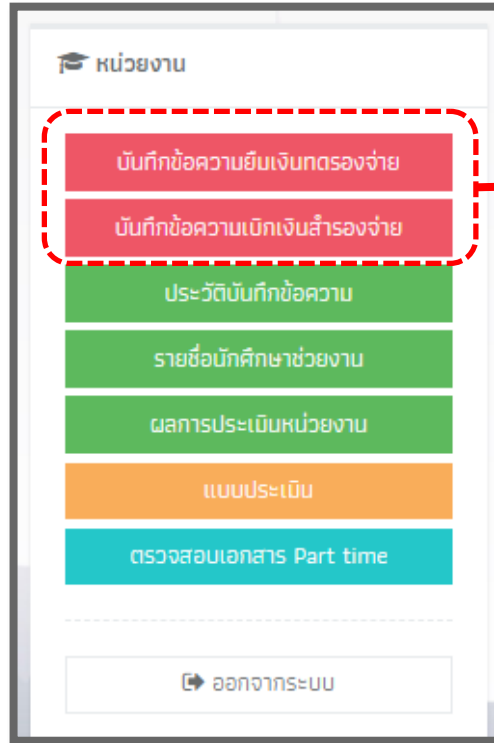 หน่วยงาน
บันทึกข้อความยืมเงินทดรองจ่าย
บันทึกข้อความเบิกเงินสำรองจ่าย
ประวัติบันทึกข้อความ
รายชื่อนักศึกษาช่วยงาน
ผลการประเมินหน่วยงาน
แบบประเมิน
ตรวจสอบเอกสาร Part time
ออกจากระบบ